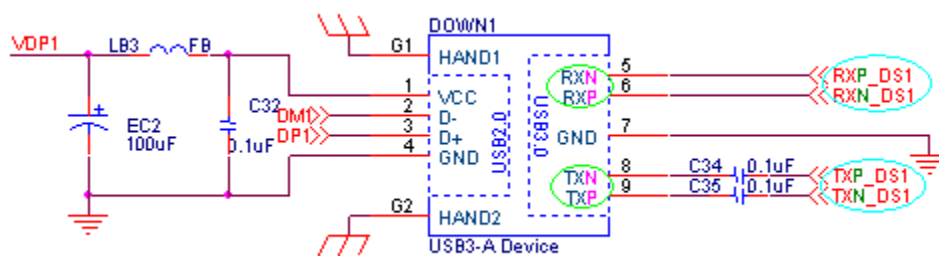 DOWN1
VDP1
LB3 FB
G1
HAND1
5
RXN
RXP_DS1
1
6
RXP
RXN_DS1
VCC
C32
2
DM1
D-
EC2
100uF
0.1uF
3
DP1
D+
USB2.0
USB3.0
GND
7
4
GND
8
TXN
C34
0.1uF
TXP_DS1
9
TXP
C35
0.1uF
TXN_DS1
G2
HAND2
USB3-A Device